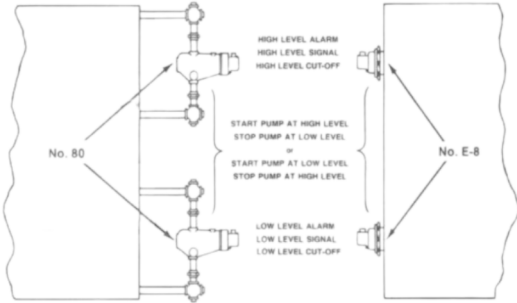 HIGH LEVEL ALARM
HIGH LEVEL SIGNAL
HIGH LEVEL CUT-OFF
START PUMP AT HIGH LEVEL
STOP PUMP AT LOW LEVEL
or
START PUMP AT LOW LEVEL
STOP PUMP AT HIGH LEVEL
No. 80
No. E-8
LOW LEVEL ALARM
LOW LEVEL SIGNAL
LOW LEVEL CUT-OFF